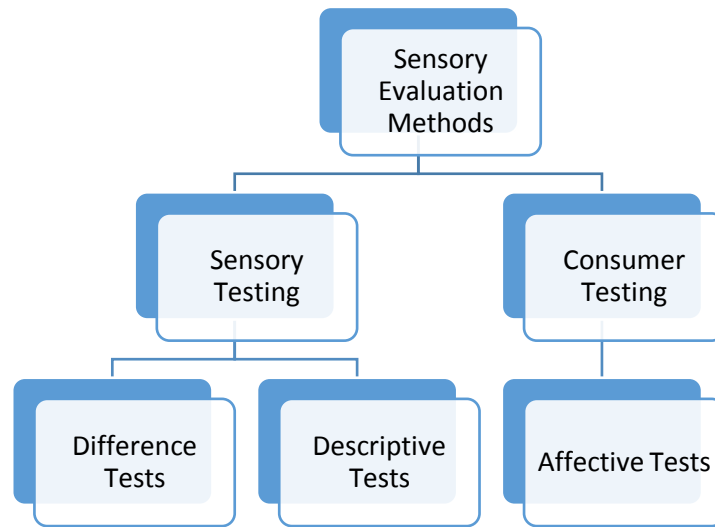 Sensory
Evaluation
Methods
Sensory
Testing
Consumer
Testing
Difference
Tests
Descriptive
Tests
Affective Tests